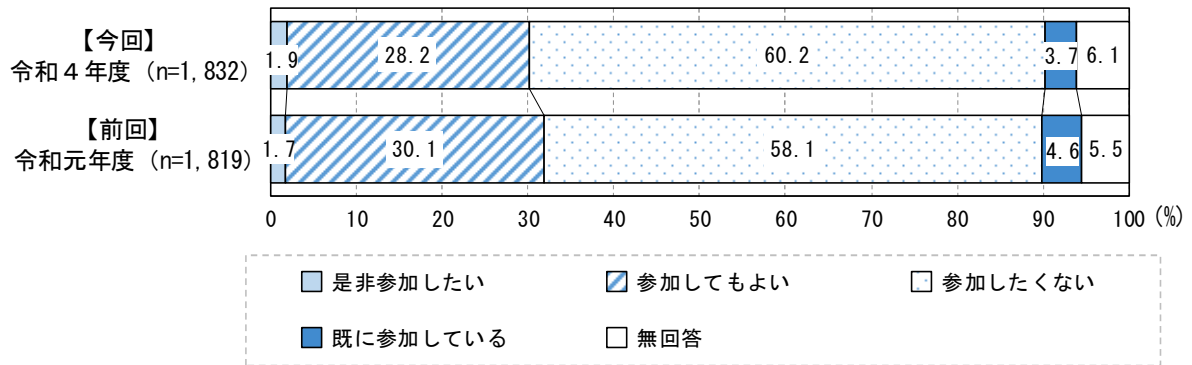 【今回】
令和４年度（n=1,832）
1.9
28.2
60.2
3.7
6.1
【前回】
令和元年度（n=1,819）
1.7
30.1
58.1
4.6
5.5
0 10 20 30 40 50 60 70 80 90 100 (%)
是非参加したい 参加してもよい 参加したくない
既に参加している 無回答